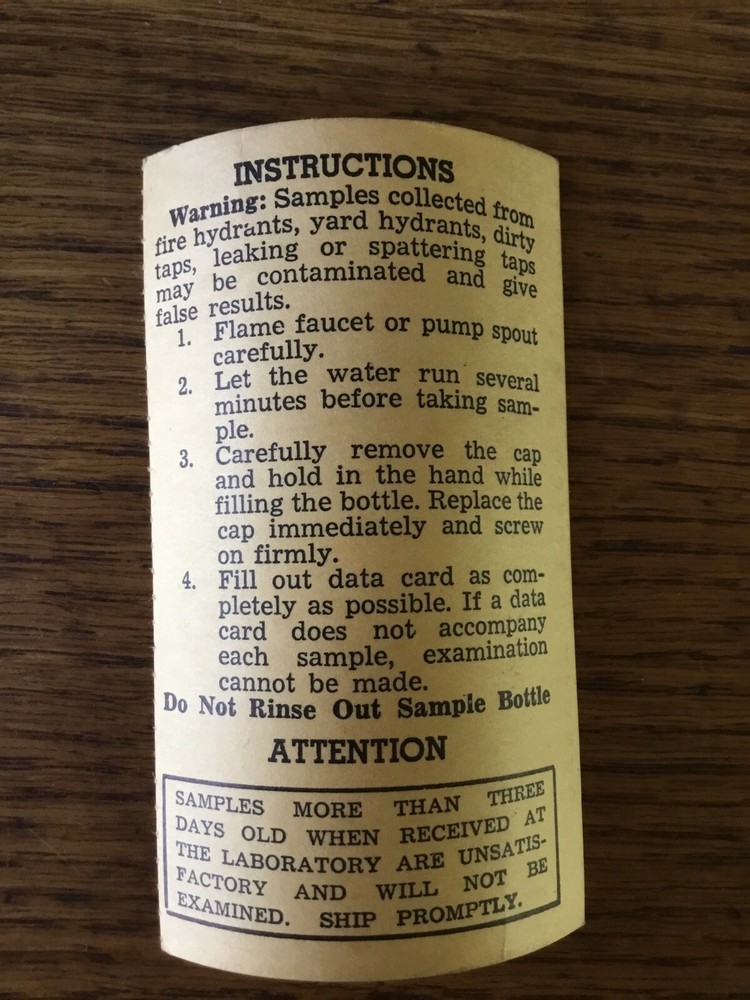 INSTRUCTIONS
Warning: Samples collected from
fire hydrants, yard hydrants, dirty
taps, leaking or spattering taps
may be contaminated and give
false results.
1. Flame faucet or pump spout
carefully.
2. Let the water run several
minutes before taking sam-
ple.
3. Carefully remove the cap
and hold in the hand while
filling the bottle. Replace the
cap immediately and screw
on firmly.
4. Fill out data card as com-
pletely as possible. If a data
card does not accompany
each sample, examination
cannot be made.
Do Not Rinse Out Sample Bottle
ATTENTION
SAMPLES MORE THAN THREE
DAYS OLD WHEN RECEIVED AT
THE LABORATORY ARE UNSATIS-
FACTORY AND WILL NOT BE
EXAMINED. SHIP PROMPTLY.